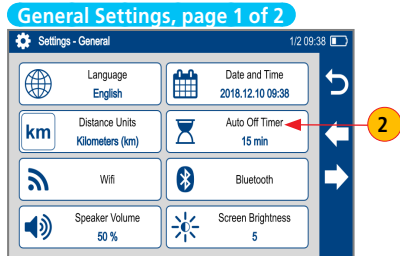 General Settings, page 1 of 2
Settings - General 1/2 09:38
Language
English
Date and Time
2018.12.10 09:38
km
Distance Units
Kilometers (km)
Auto Off Timer
15 min
2
Wifi
Bluetooth
Speaker Volume
50 %
Screen Brightness
5